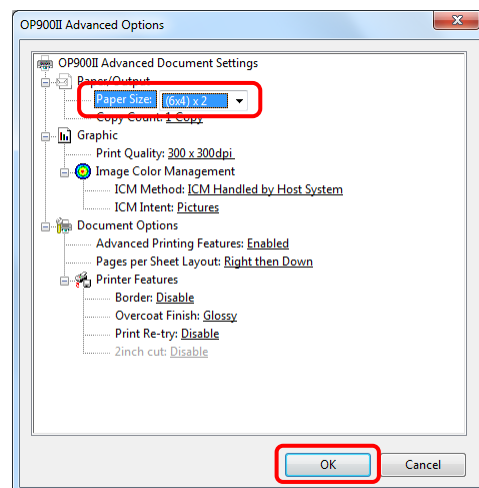 OP900II Advanced Options
OP900II Advanced Document Settings
Paper/Output
Paper Size: (6x4) x 2
Copy Count: 1 Copy
Graphic
Print Quality: 300 x 300dpi
Image Color Management
ICM Method: ICM Handled by Host System
ICM Intent: Pictures
Document Options
Advanced Printing Features: Enabled
Pages per Sheet Layout: Right then Down
Printer Features
Border: Disable
Overcoat Finish: Glossy
Print Re-try: Disable
2inch cut: Disable
OK Cancel